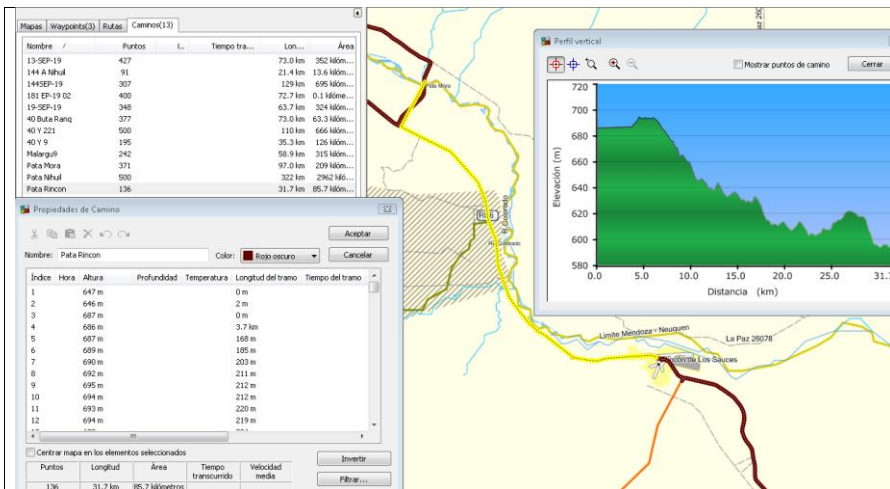 Mapas Waypoints(3) Rutas Caminos(13)
Nombre / Puntos I... Tiempo tra... Lon... Área
13-SEP-19 427 73.0 km 352 kilóm...
144 A Nihuil 91 21.4 km 13.6 kilóm...
144SEP-19 307 129 km 695 kilóm...
181 EP-19 02 400 72.7 km 0.1 kilóme...
19-SEP-19 348 63.7 km 324 kilóm...
40 Buta Ranq 377 73.0 km 63.3 kilóm...
40 Y 221 500 110 km 666 kilóm...
40 Y 9 195 35.3 km 126 kilóm...
Malargu9 242 58.9 km 315 kilóm...
Pata Mora 371 97.0 km 209 kilóm...
Pata Nihuil 500 322 km 2962 kiló...
Pata Rincon 136 31.7 km 85.7 kilóm...
Propiedades de Camino
Aceptar
Nombre: Pata Rincon Color: Rojo oscuro Cancelar
Índice Hora Altura Profundidad Temperatura Longitud del tramo Tiempo del tramo
1 647 m 0 m
2 646 m 2 m
3 687 m 0 m
4 686 m 3.7 km
5 687 m 168 m
6 689 m 185 m
7 690 m 203 m
8 692 m 211 m
9 695 m 212 m
10 694 m 212 m
11 693 m 220 m
12 694 m 219 m
Centrar mapa en los elementos seleccionados
Invertir
Puntos Longitud Área Tiempo transcurrido Velocidad media
Filtrar...
136 31.7 km 85.7 kilómetros
Pata Mora
R. Colorado
Limite Mendoza - Neuquen
La Paz 26078
Rincon de Los Sauces
Perfil vertical
Mostrar puntos de camino Cerrar
720
700
680
660
640
620
600
580
Elevación (m)
0.0 5.0 10.0 15.0 20.0 25.0 31.
Distancia (km)